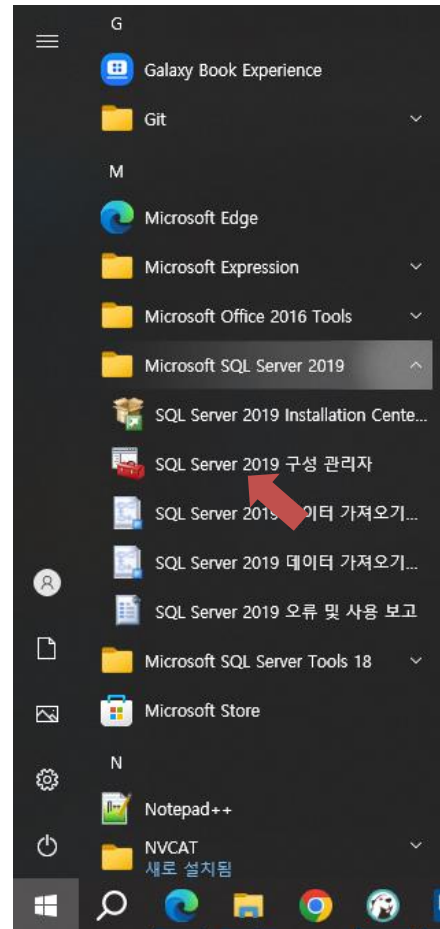 G
Galaxy Book Experience
Git
M
Microsoft Edge
Microsoft Expression
Microsoft Office 2016 Tools
Microsoft SQL Server 2019
SQL Server 2019 Installation Cente...
SQL Server 2019 구성 관리자
SQL Server 2019 가져오기...
SQL Server 2019 데이터 가져오기...
SQL Server 2019 오류 및 사용 보고
Microsoft SQL Server Tools 18
Microsoft Store
N
Notepad++
NVCAT
새로 설치됨